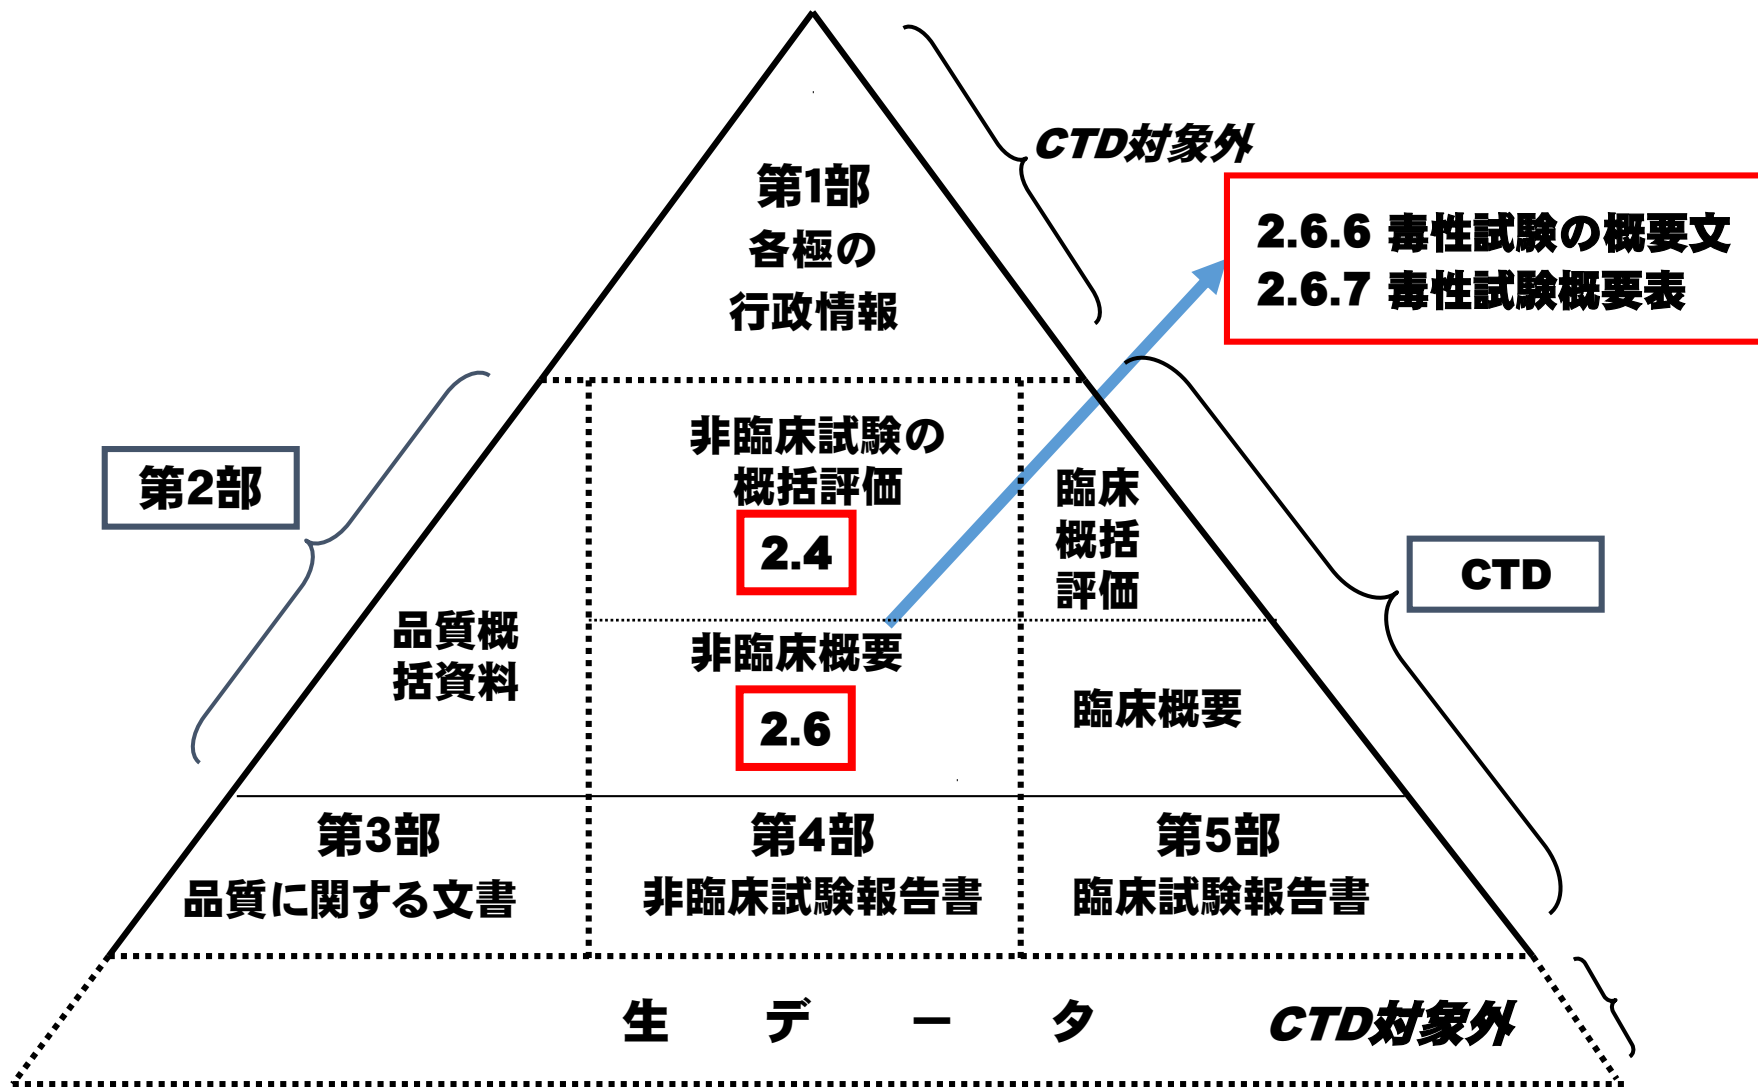 CTD対象外
第1部
各極の
行政情報
2.6.6 毒性試験の概要文
2.6.7 毒性試験概要表
第2部
非臨床試験の
概括評価
2.4
臨床
概括
評価
CTD
品質概
括資料
非臨床概要
2.6
臨床概要
第3部
品質に関する文書
第4部
非臨床試験報告書
第5部
臨床試験報告書
生データ
CTD対象外